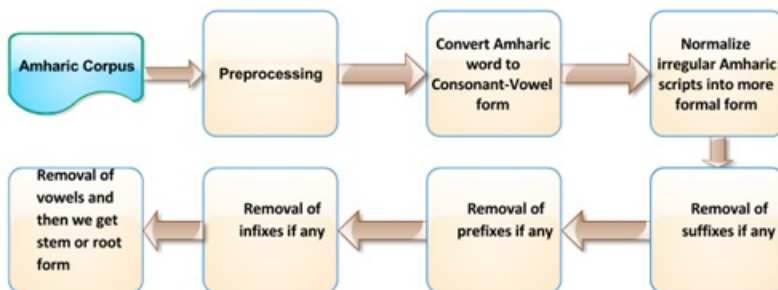 Amharic Corpus
Preprocessing
Convert Amharic
word to
Consonant-Vowel
form
Normalize
irregular Amharic
scripts into more
formal form
Removal of
suffixes if any
Removal of
prefixes if any
Removal of
infixes if any
Removal of
vowels and
then we get
stem or root
form